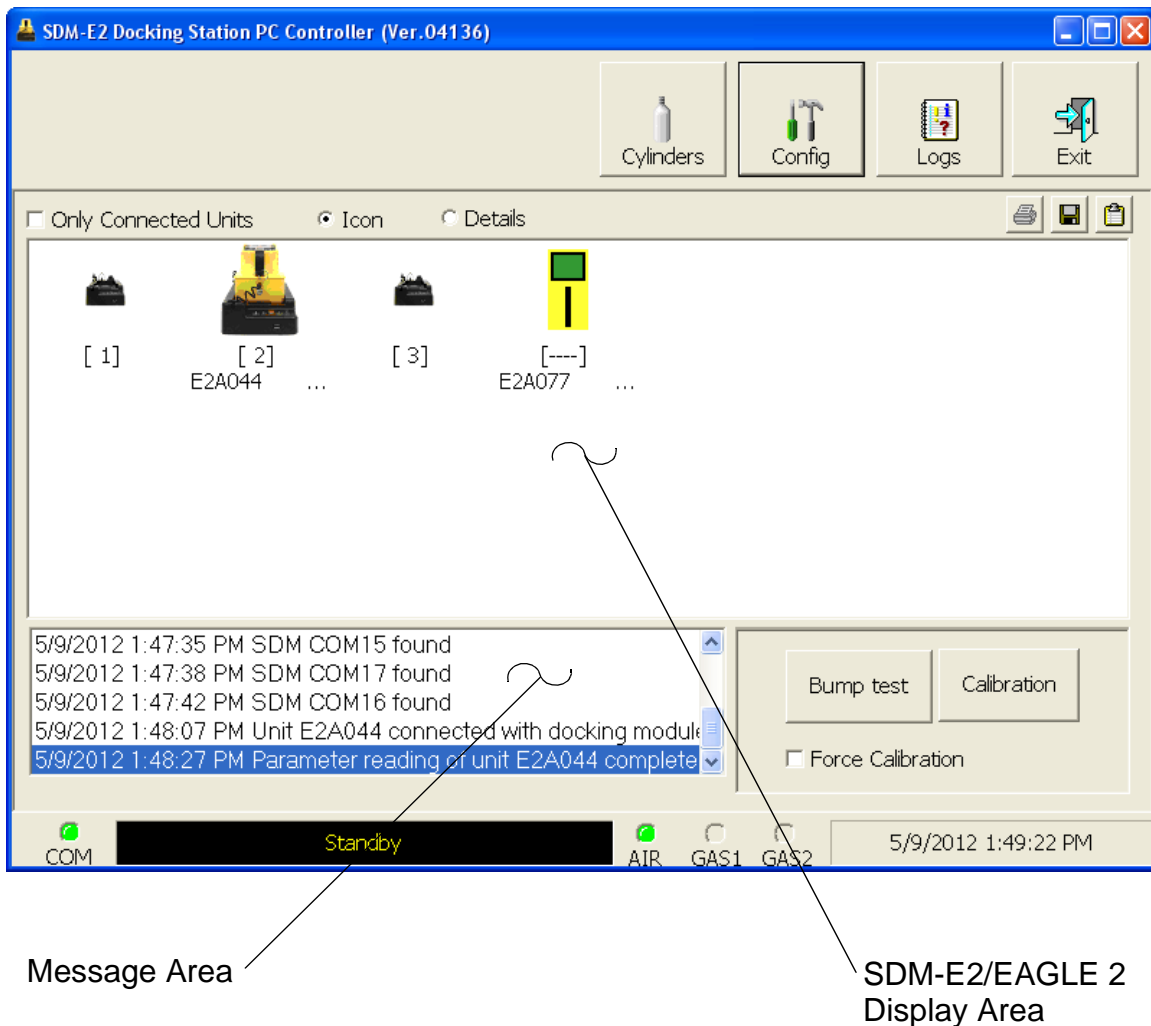 SDM-E2 Docking Station PC Controller (Ver.04136)
Cylinders Config Logs Exit
Only Connected Units Icon Details
[ 1] [ 2] [ 3] [----]
E2A044 ... E2A077 ...
5/9/2012 1:47:35 PM SDM COM15 found
5/9/2012 1:47:38 PM SDM COM17 found
5/9/2012 1:47:42 PM SDM COM16 found
5/9/2012 1:48:07 PM Unit E2A044 connected with docking module
5/9/2012 1:48:27 PM Parameter reading of unit E2A044 complete
Bump test Calibration
Force Calibration
COM Standby AIR GAS1 GAS2 5/9/2012 1:49:22 PM
Message Area
SDM-E2/EAGLE 2
Display Area